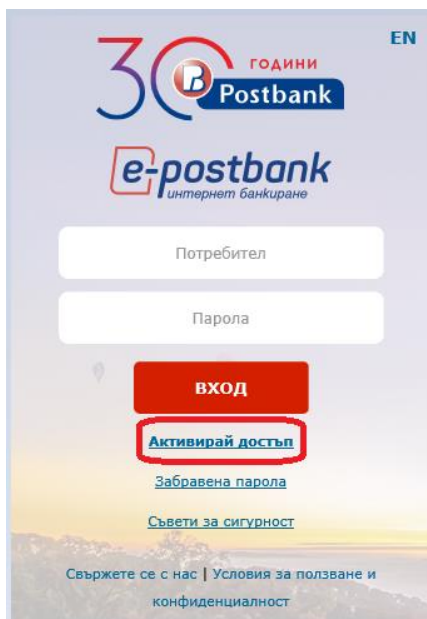 EN
30 ГОДИНИ
Postbank
e-postbank
интернет банкиране
Потребител
Парола
ВХОД
Активирай достъп
Забравена парола
Съвети за сигурност
Свържете се с нас | Условия за ползване и
конфиденциалност